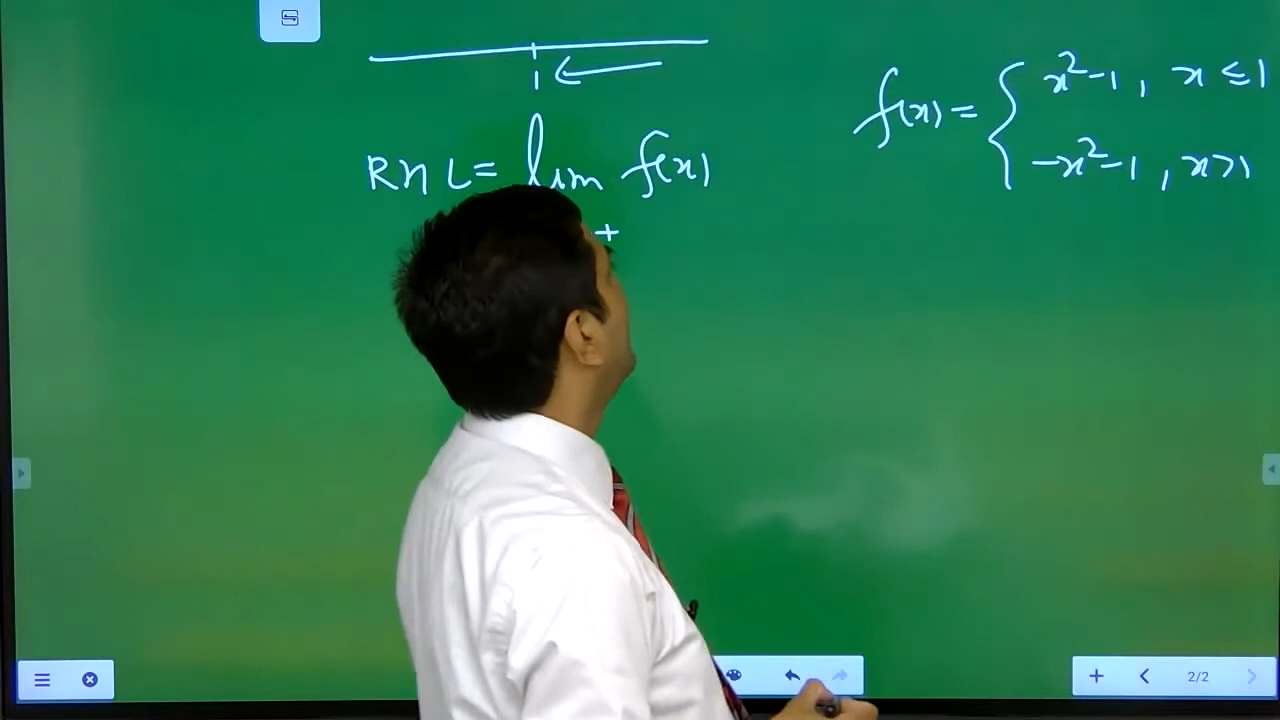 1
RHL = lim f(x)
+
f(x) = { x²-1, x ≤ 1
-x²-1, x > 1
2/2